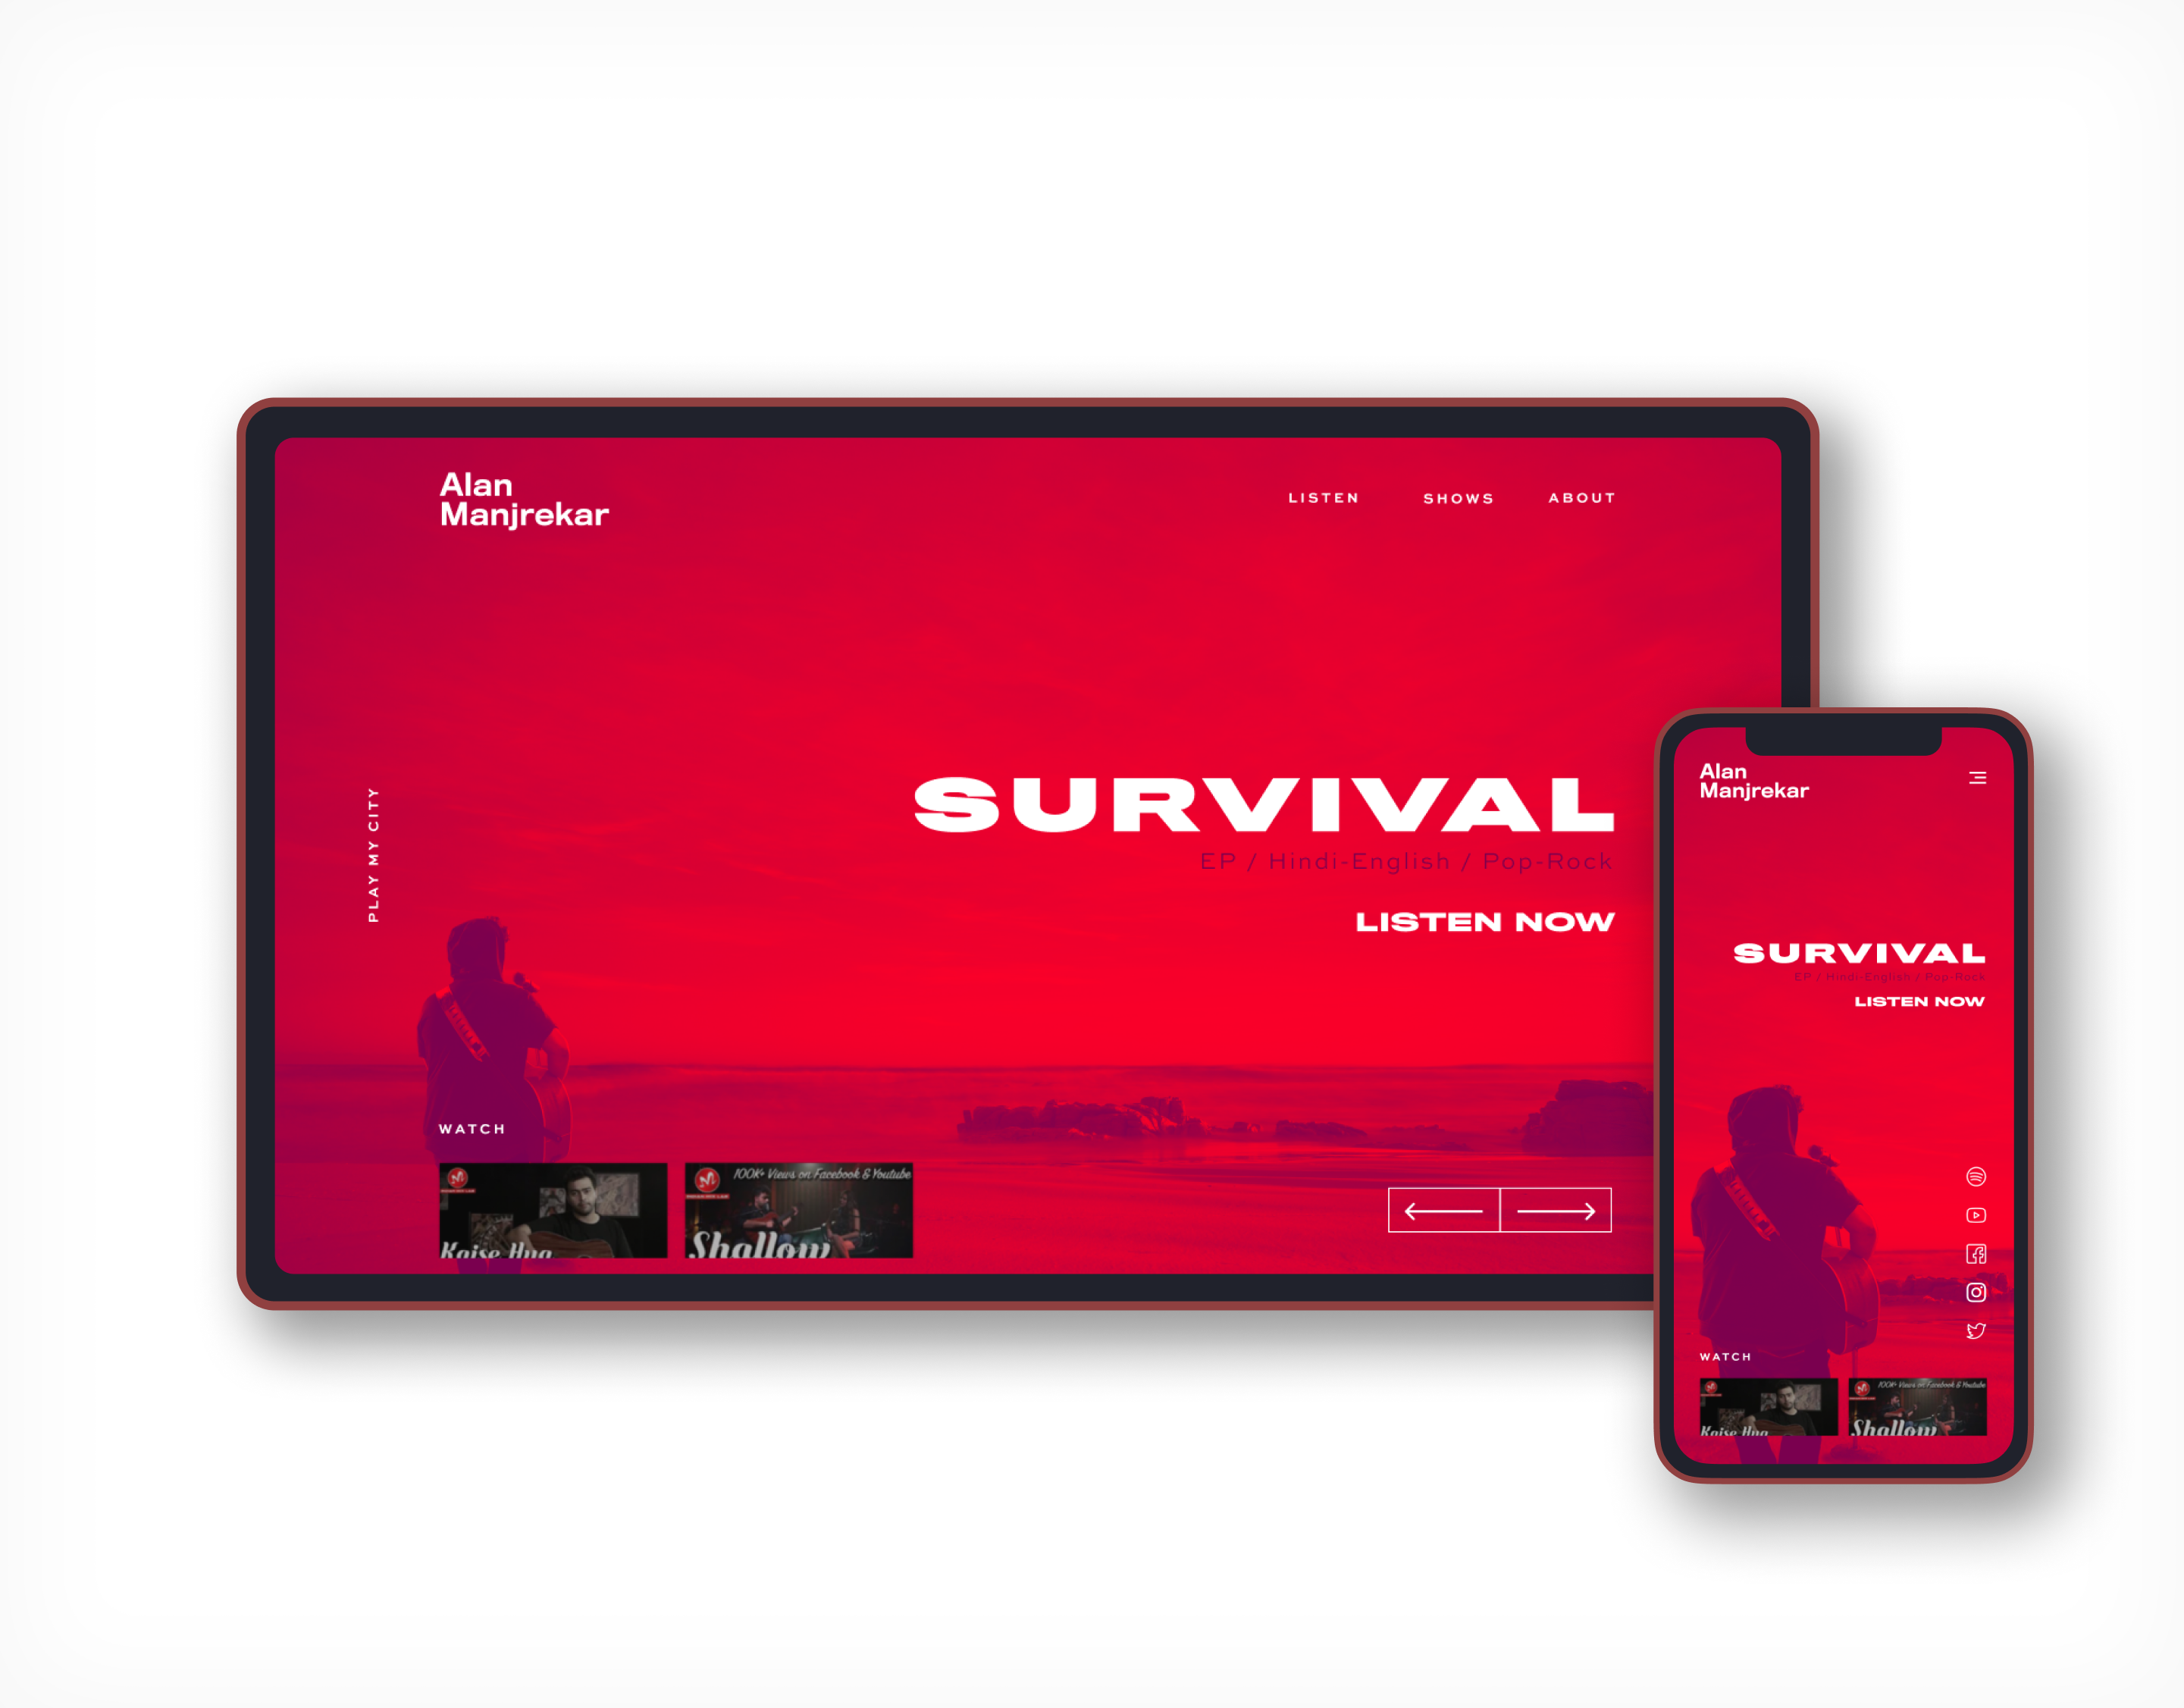 Alan
Manjrekar
LISTEN
SHOWS
ABOUT
PLAY MY CITY
SURVIVAL
EP / Hindi-English / Pop-Rock
LISTEN NOW
WATCH
Kaise Hua
100K+ Views on Facebook & Youtube
Shallow
Alan
Manjrekar
SURVIVAL
EP / Hindi-English / Pop-Rock
LISTEN NOW
WATCH
Kaise Hua
100K+ Views on Facebook & Youtube
Shallow